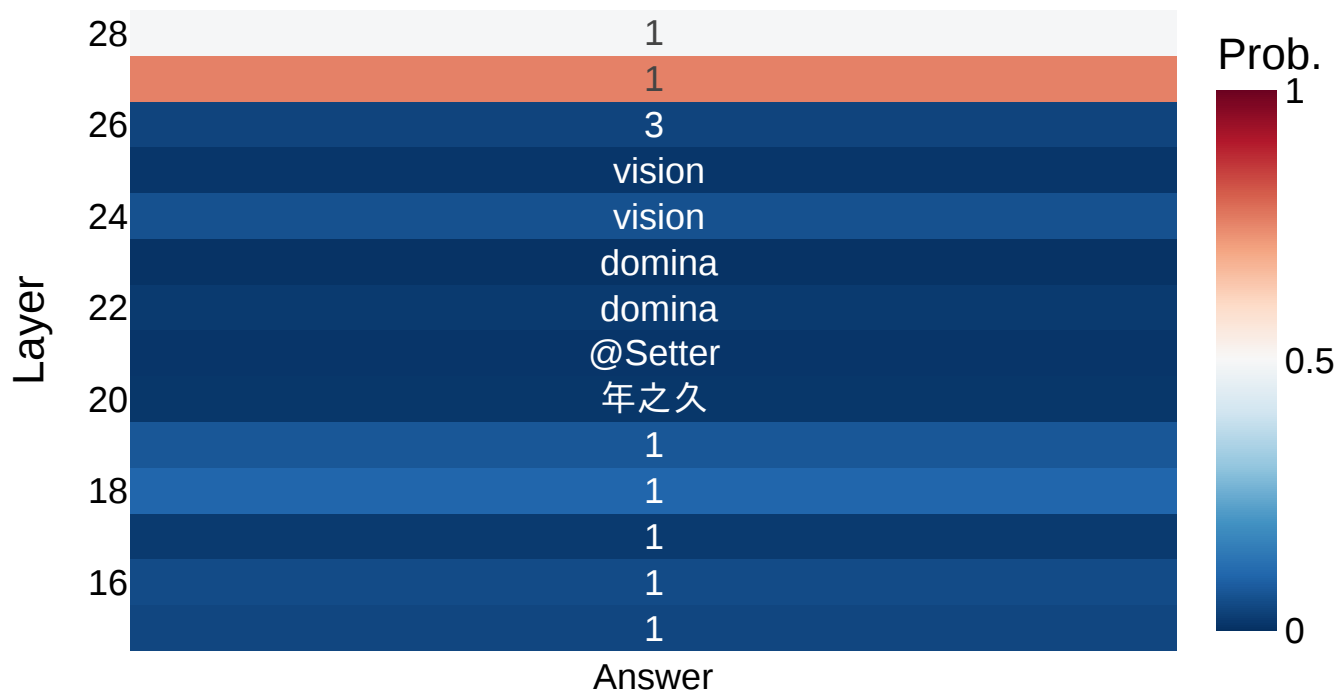 28 1
1
26 3
vision
24 vision
domina
22 domina
@Setter
20 年之久
1
18 1
1
16 1
1
Layer
Answer
Prob.
1
0.5
0